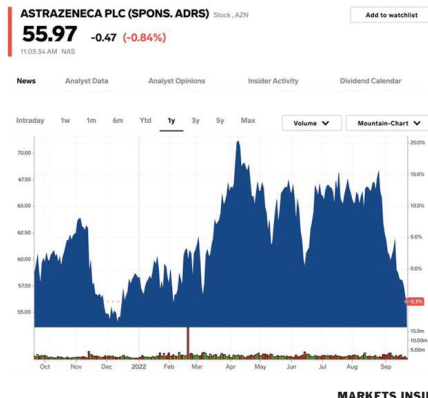 ASTRAZENECA PLC (SPONS. ADRS) Stock, AZN
Add to watchlist
55.97 -0.47 (-0.84%)
11:03:34 AM NAS
News Analyst Data Analyst Opinions Insider Activity Dividend Calendar
Intraday 1w 1m 6m Ytd 1y 3y 5y Max Volume Mountain-Chart
70.00 20.0%
67.50 15.0%
65.00 10.0%
62.50 5.0%
60.00 0.0%
57.50 -5.3%
55.00
15.0m
10.00m
5.00m
Oct Nov Dec 2022 Feb Mar Apr May Jun Jul Aug Sep
MARKETS